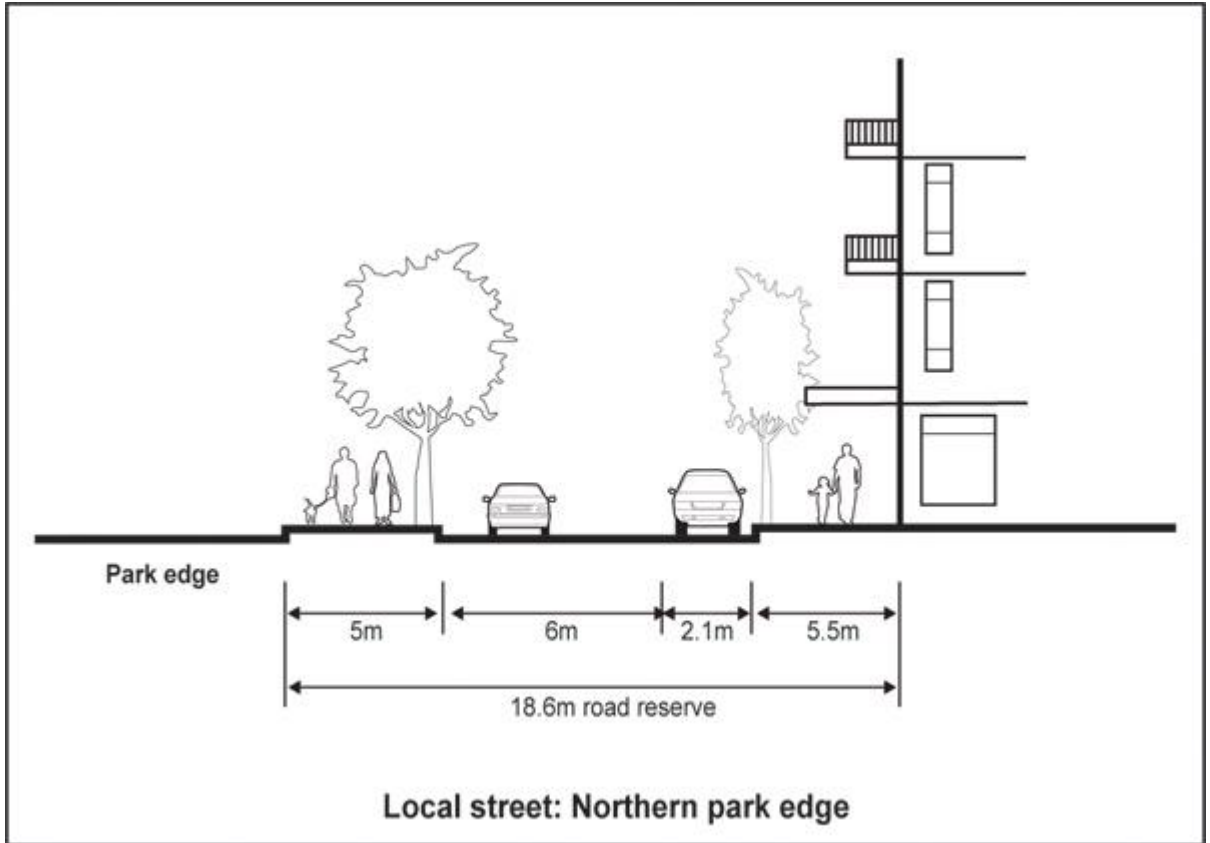 Park edge
5m
6m
2.1m
5.5m
18.6m road reserve
Local street: Northern park edge